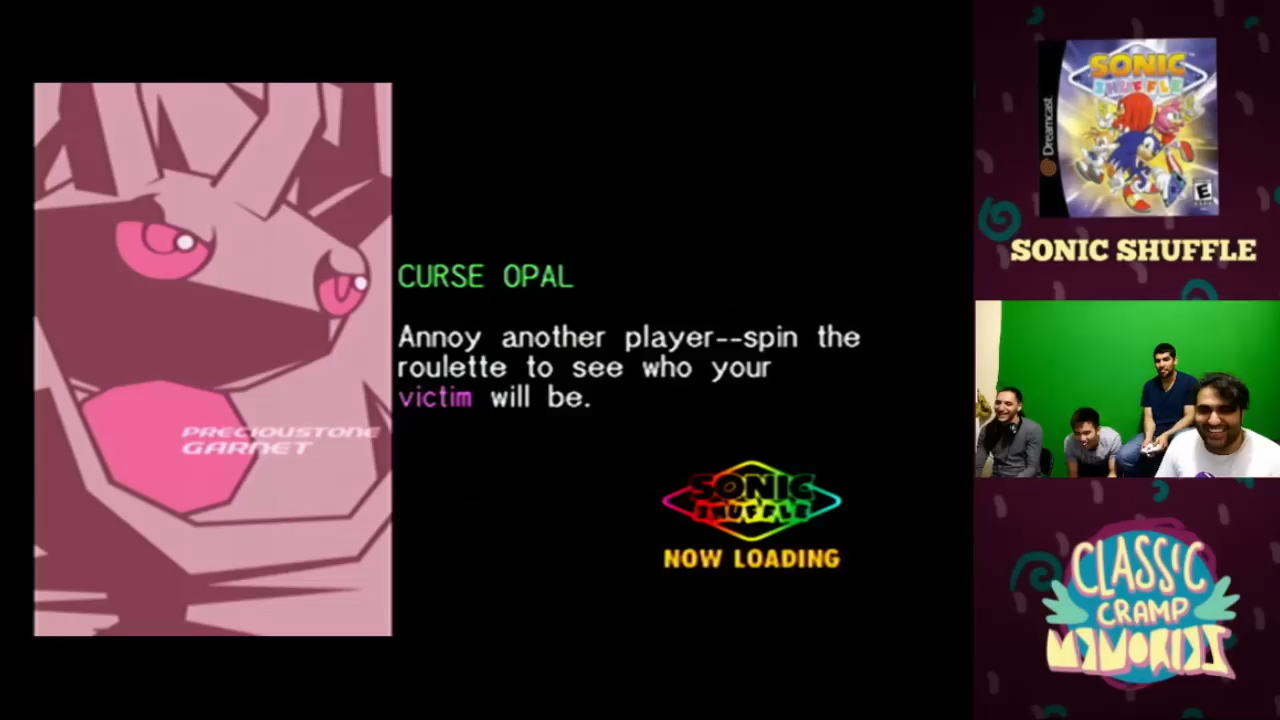 CURSE OPAL
Annoy another player--spin the
roulette to see who your
victim will be.
PRECIOUSTONE
GARNET
SONIC
SHUFFLE
NOW LOADING
SONIC
SHUFFLE
Dreamcast
E
SONIC SHUFFLE
CLASSIC
CRAMP
MEMORIES